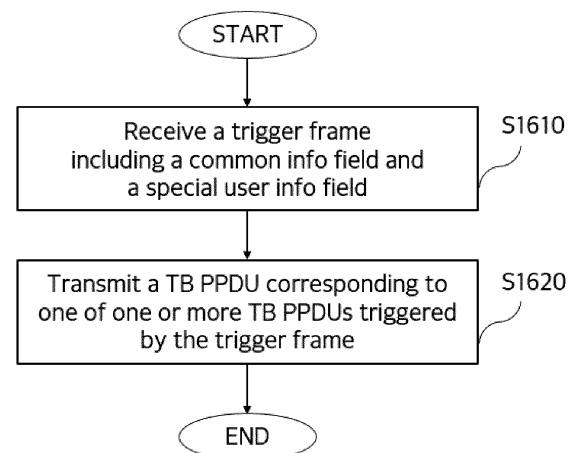 START
Receive a trigger frame
including a common info field and
a special user info field
S1610
Transmit a TB PPDU corresponding to
one of one or more TB PPDUs triggered
by the trigger frame
S1620
END